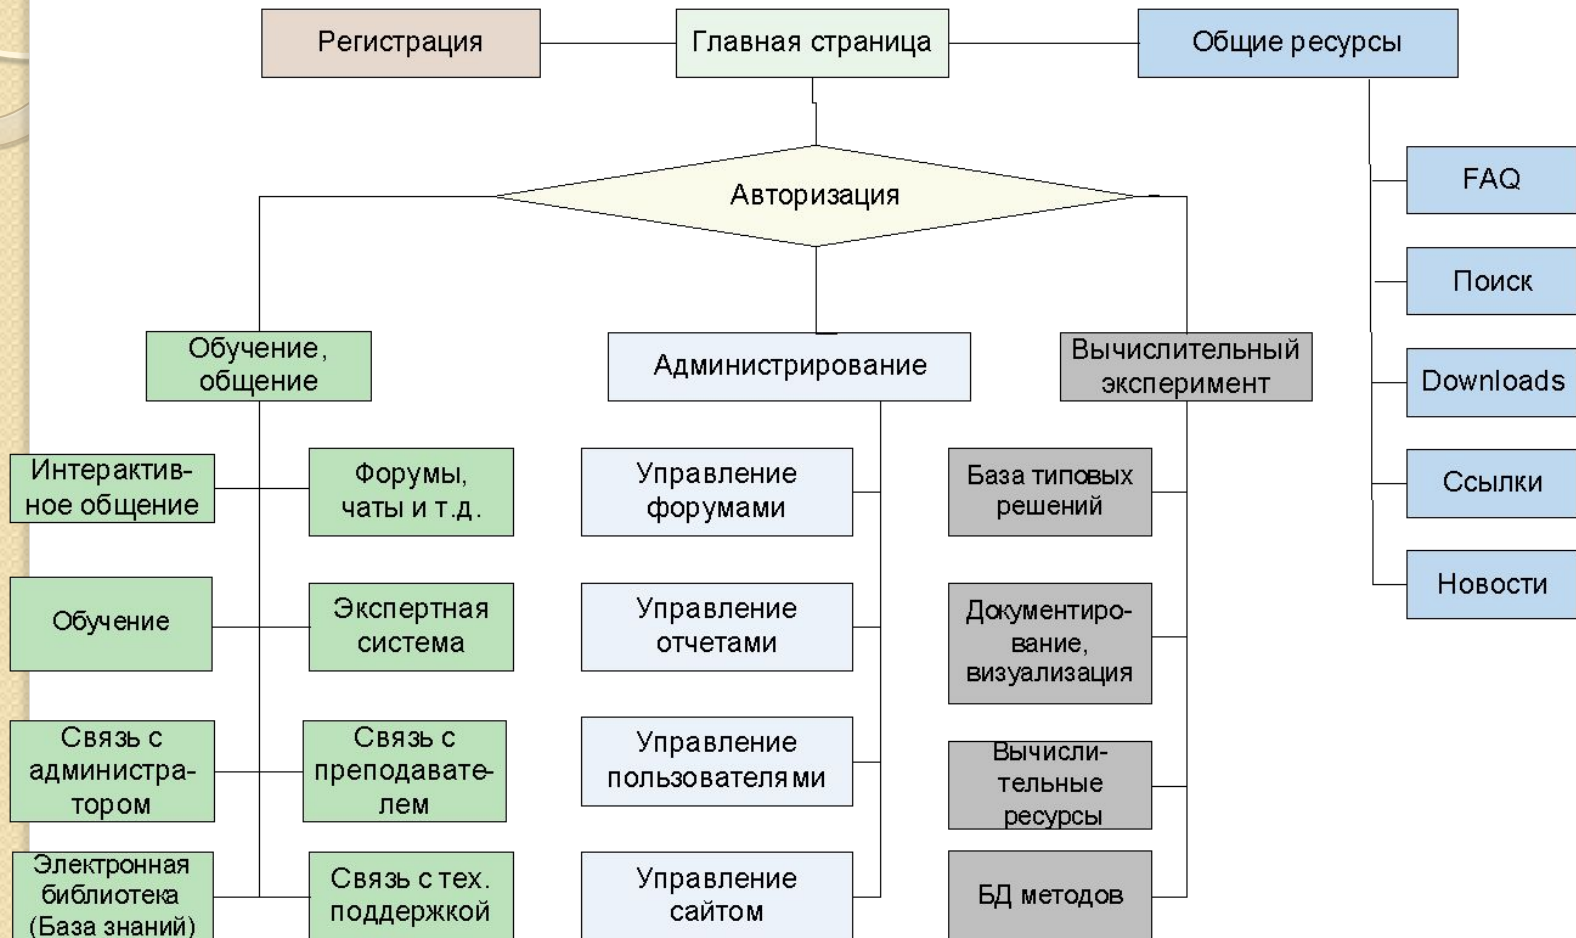 Регистрация
Главная страница
Общие ресурсы
Авторизация
FAQ
Поиск
Downloads
Ссылки
Новости
Обучение,
общение
Администрирование
Вычислительный
эксперимент
Интерактив-
ное общение
Форумы,
чаты и т.д.
Управление
форумами
База типовых
решений
Обучение
Экспертная
система
Управление
отчетами
Документиро-
вание,
визуализация
Связь с
администра-
тором
Связь с
преподавате-
лем
Управление
пользователями
Вычисли-
тельные
ресурсы
Электронная
библиотека
(База знаний)
Связь с тех.
поддержкой
Управление
сайтом
БД методов